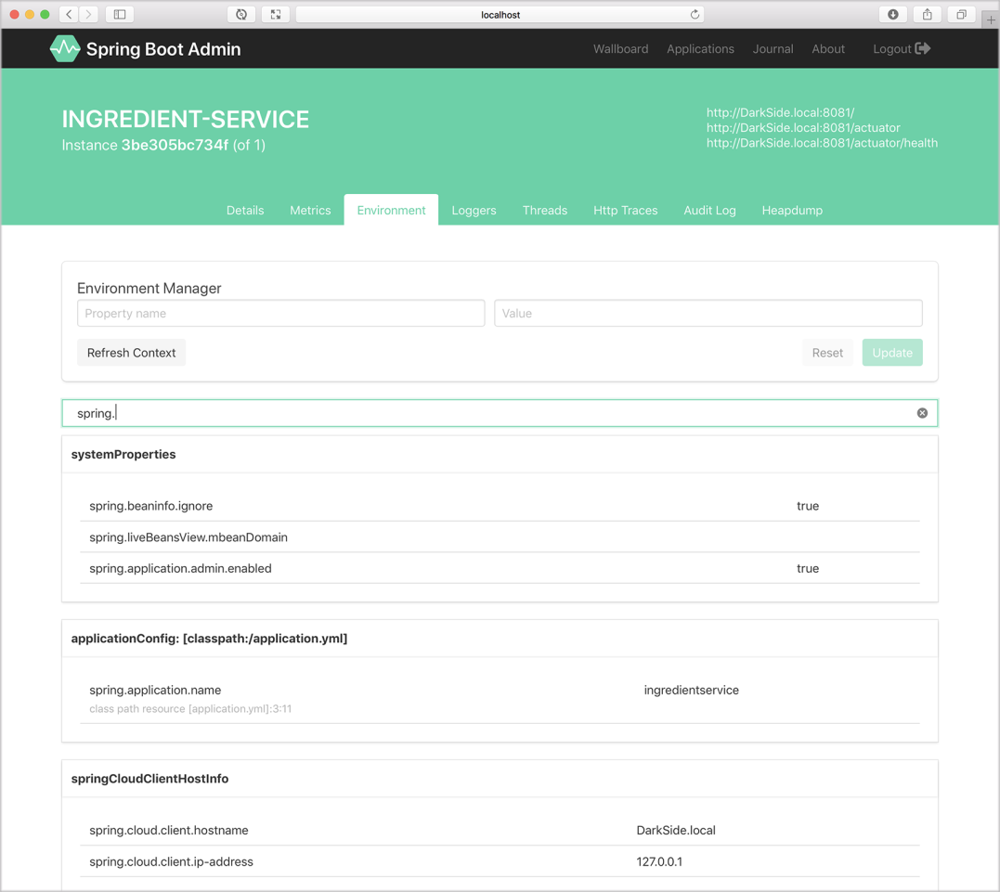 localhost
Spring Boot Admin
Wallboard Applications Journal About Logout
INGREDIENT-SERVICE
Instance 3be305bc734f (of 1)
http://DarkSide.local:8081/
http://DarkSide.local:8081/actuator
http://DarkSide.local:8081/actuator/health
Details Metrics Environment Loggers Threads Http Traces Audit Log Heapdump
Environment Manager
Property name Value
Refresh Context Reset Update
spring.
systemProperties
spring.beaninfo.ignore true
spring.liveBeansView.mbeanDomain
spring.application.admin.enabled true
applicationConfig: [classpath:/application.yml]
spring.application.name ingredientservice
class path resource [application.yml]:3:11
springCloudClientHostInfo
spring.cloud.client.hostname DarkSide.local
spring.cloud.client.ip-address 127.0.0.1